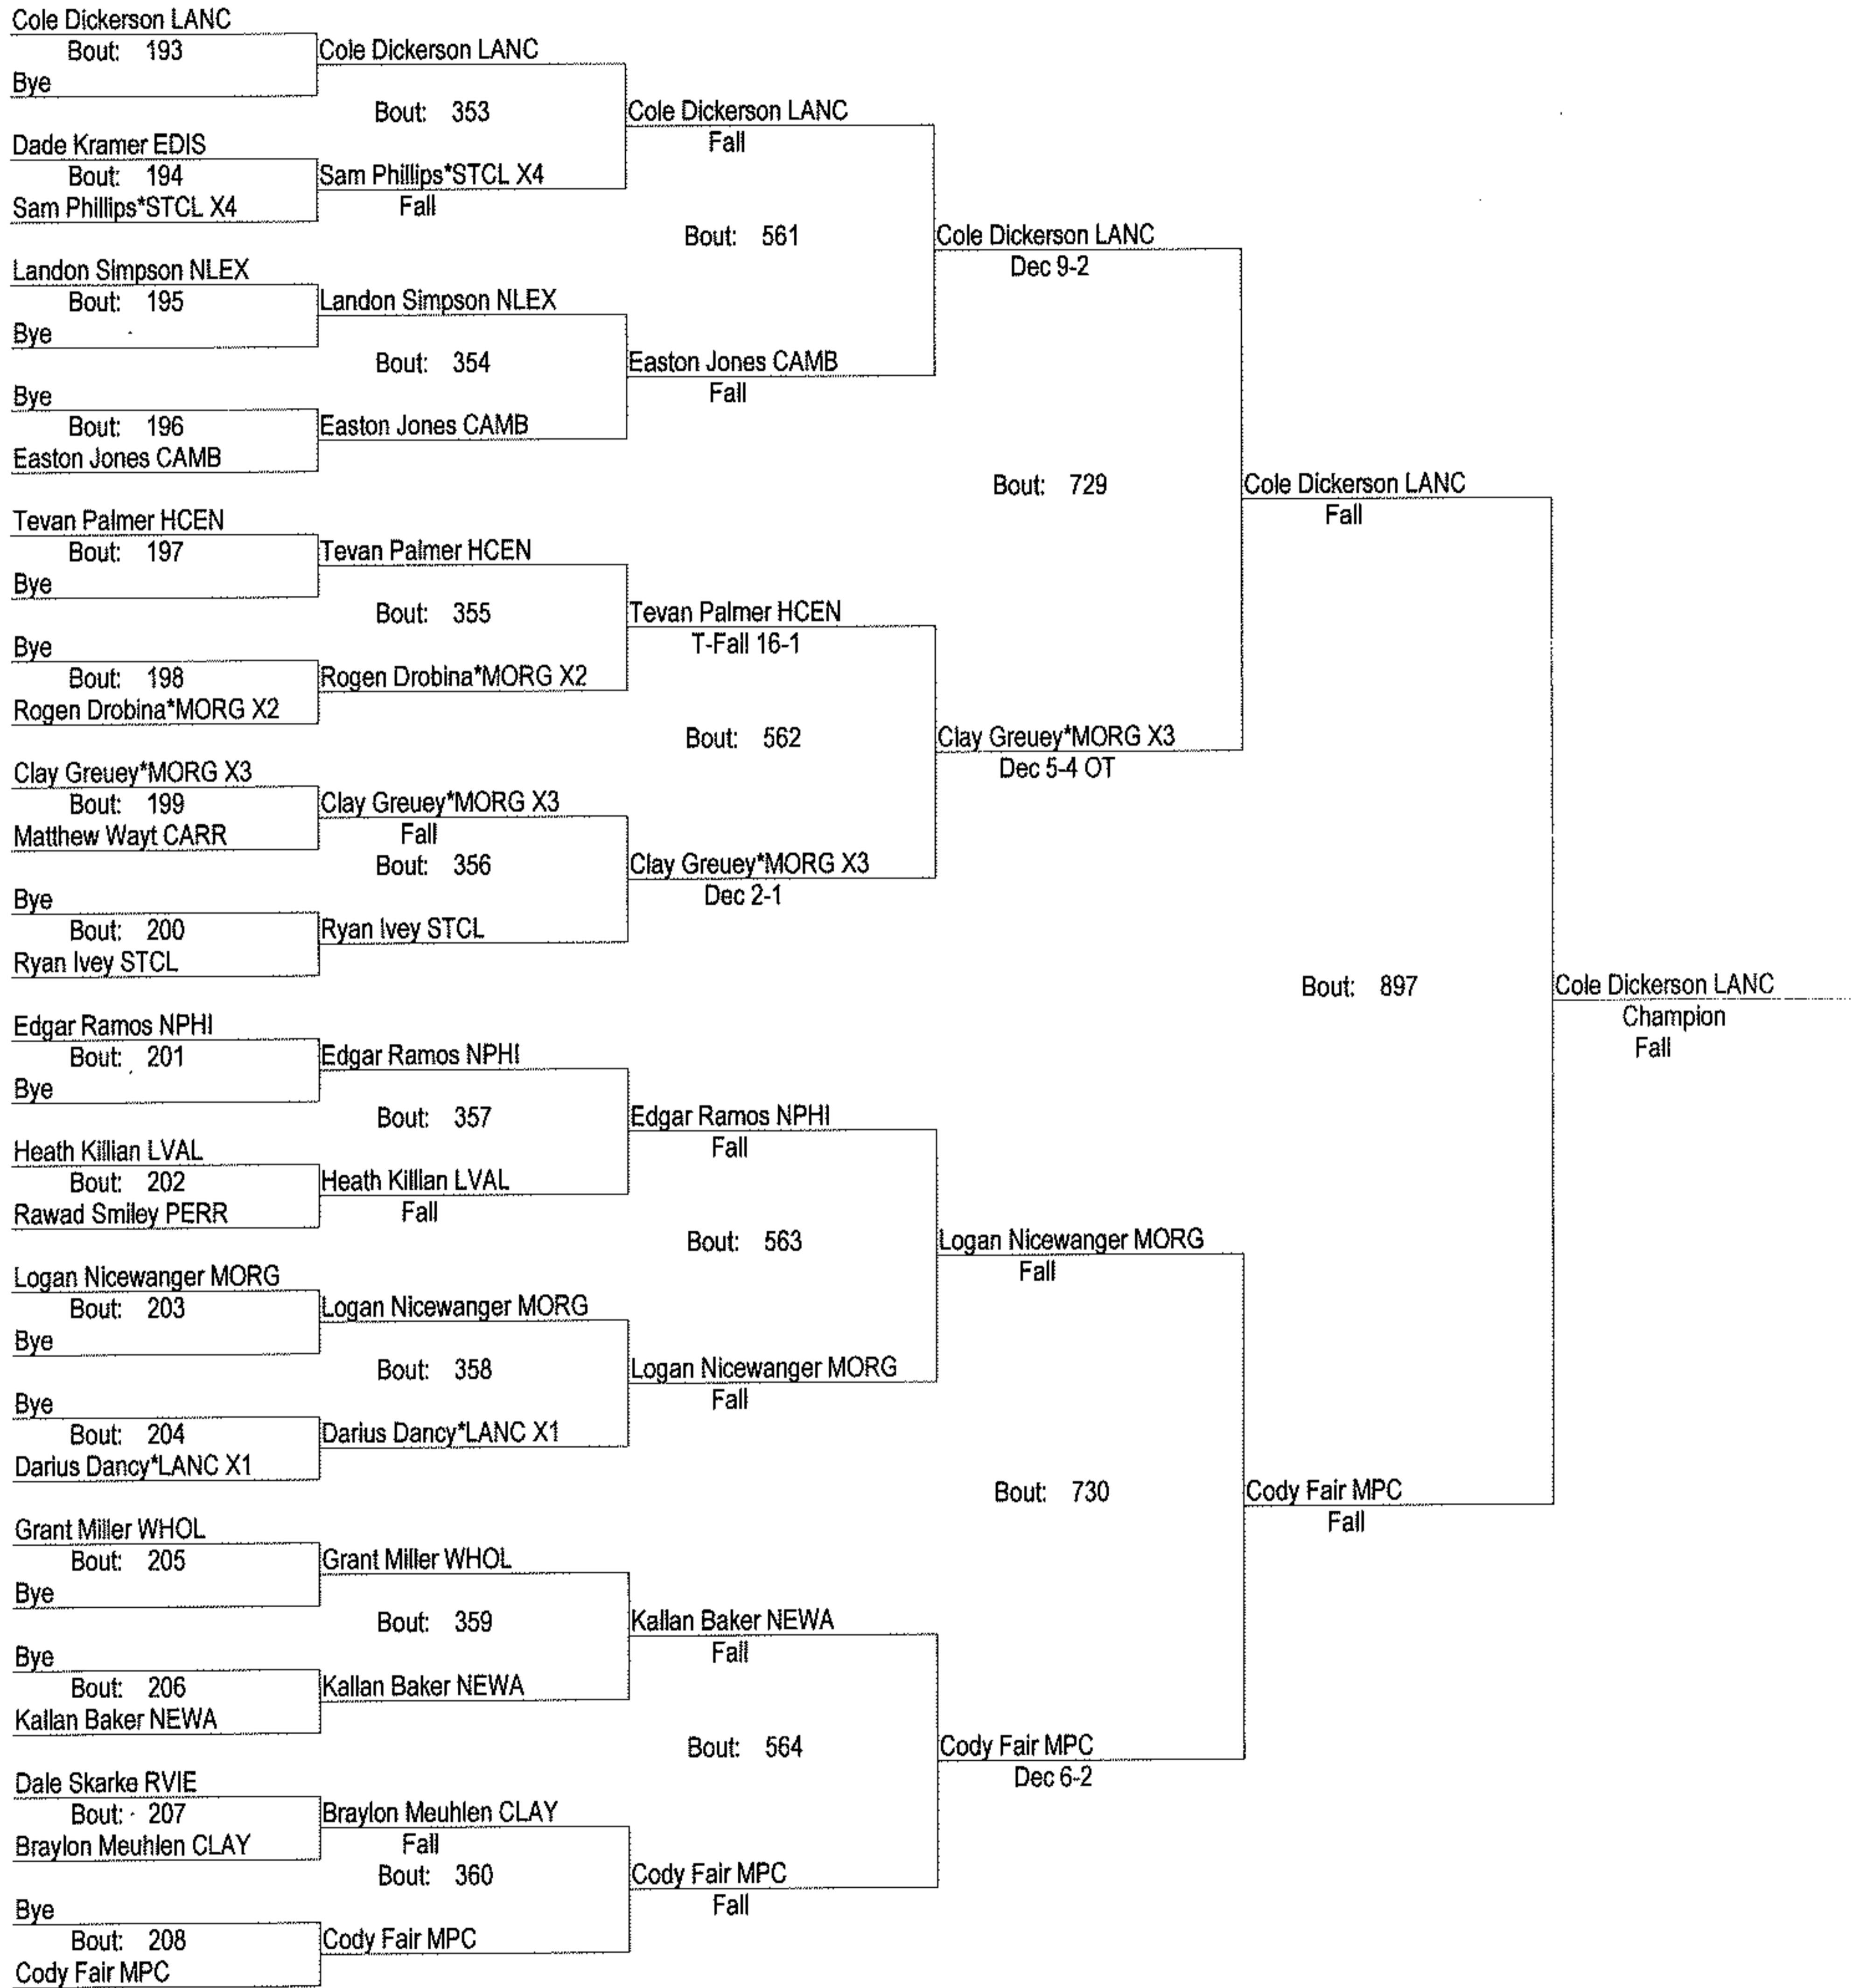 Cole Dickerson LANC
Bout: 193
Bye
Cole Dickerson LANC
Bout: 353
Dade Kramer EDIS
Bout: 194
Sam Phillips*STCL X4
Sam Phillips*STCL X4
Fall
Cole Dickerson LANC
Fall
Bout: 561
Landon Simpson NLEX
Bout: 195
Bye
Landon Simpson NLEX
Bout: 354
Bye
Bout: 196
Easton Jones CAMB
Easton Jones CAMB
Easton Jones CAMB
Fall
Cole Dickerson LANC
Dec 9-2
Bout: 729
Tevan Palmer HCEN
Bout: 197
Bye
Tevan Palmer HCEN
Bout: 355
Bye
Bout: 198
Rogen Drobina*MORG X2
Rogen Drobina*MORG X2
Tevan Palmer HCEN
T-Fall 16-1
Bout: 562
Clay Greuey*MORG X3
Bout: 199
Matthew Wayt CARR
Clay Greuey*MORG X3
Fall
Bout: 356
Bye
Bout: 200
Ryan Ivey STCL
Ryan Ivey STCL
Clay Greuey*MORG X3
Dec 2-1
Clay Greuey*MORG X3
Dec 5-4 OT
Cole Dickerson LANC
Fall
Bout: 897
Cole Dickerson LANC
Champion
Fall
Edgar Ramos NPHI
Bout: 201
Bye
Edgar Ramos NPHI
Bout: 357
Heath Killian LVAL
Bout: 202
Rawad Smiley PERR
Heath Killian LVAL
Fall
Edgar Ramos NPHI
Fall
Bout: 563
Logan Nicewanger MORG
Bout: 203
Bye
Logan Nicewanger MORG
Bout: 358
Bye
Bout: 204
Darius Dancy*LANC X1
Darius Dancy*LANC X1
Logan Nicewanger MORG
Fall
Logan Nicewanger MORG
Fall
Bout: 730
Grant Miller WHOL
Bout: 205
Bye
Grant Miller WHOL
Bout: 359
Bye
Bout: 206
Kallan Baker NEWA
Kallan Baker NEWA
Kallan Baker NEWA
Fall
Bout: 564
Dale Skarke RVIE
Bout: 207
Braylon Meuhlen CLAY
Braylon Meuhlen CLAY
Fall
Bout: 360
Bye
Bout: 208
Cody Fair MPC
Cody Fair MPC
Cody Fair MPC
Fall
Cody Fair MPC
Dec 6-2
Cody Fair MPC
Fall